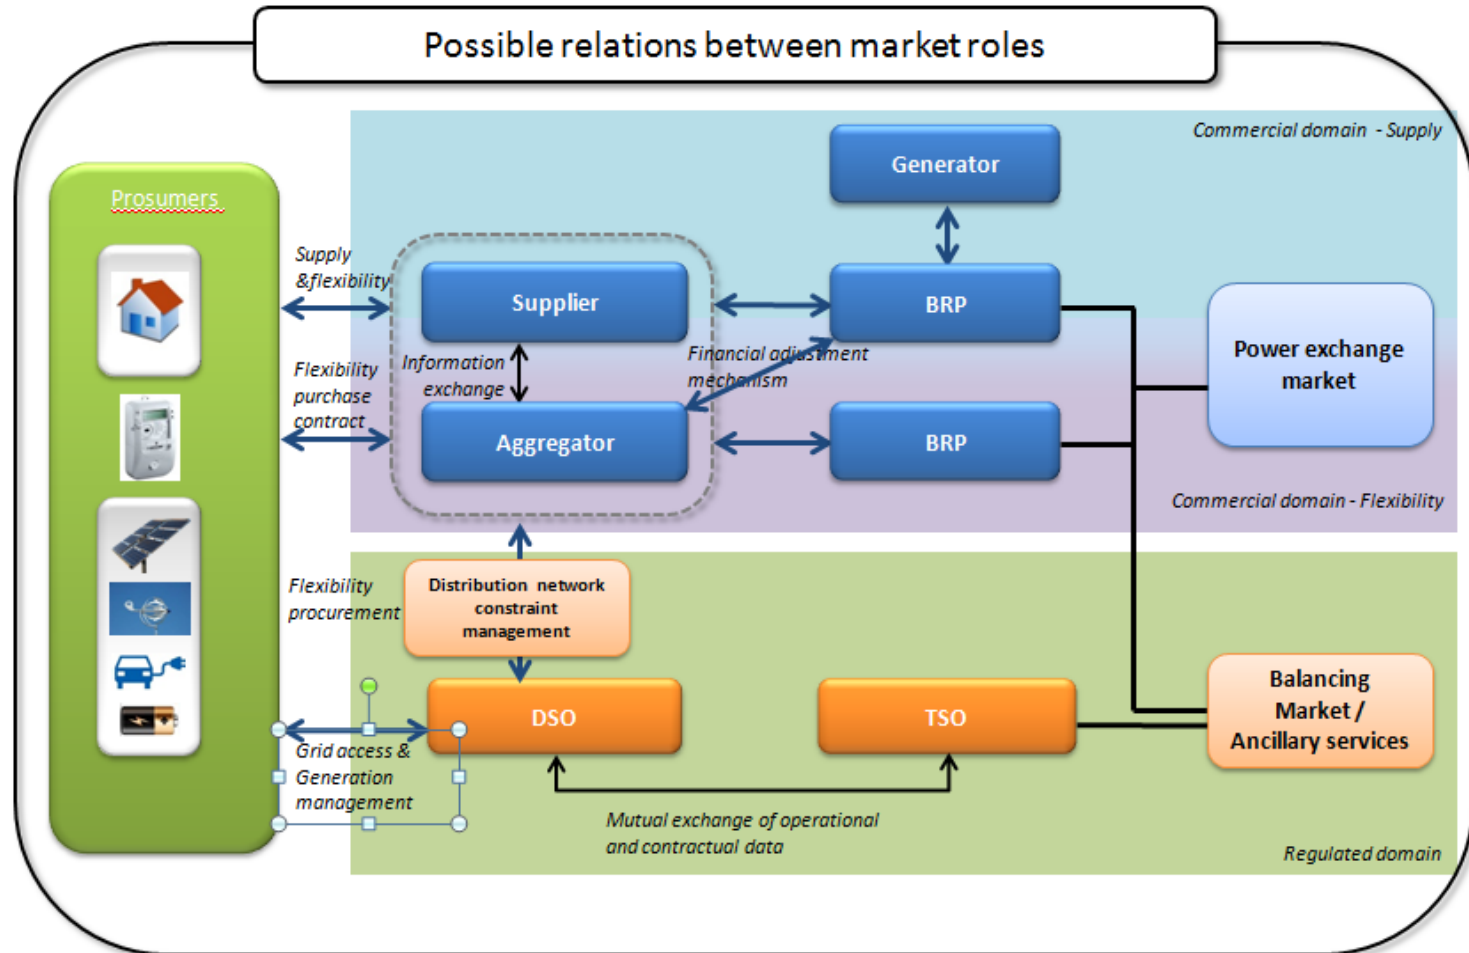 Possible relations between market roles
Commercial domain - Supply
Generator
Prosumers
Supply
&flexibility
Supplier
BRP
Power exchange
market
Information
exchange
Financial adjustment
mechanism
Flexibility
purchase
contract
Aggregator
BRP
Commercial domain - Flexibility
Flexibility
procurement
Distribution network
constraint
management
DSO
TSO
Balancing
Market /
Ancillary services
Grid access &
Generation
management
Mutual exchange of operational
and contractual data
Regulated domain